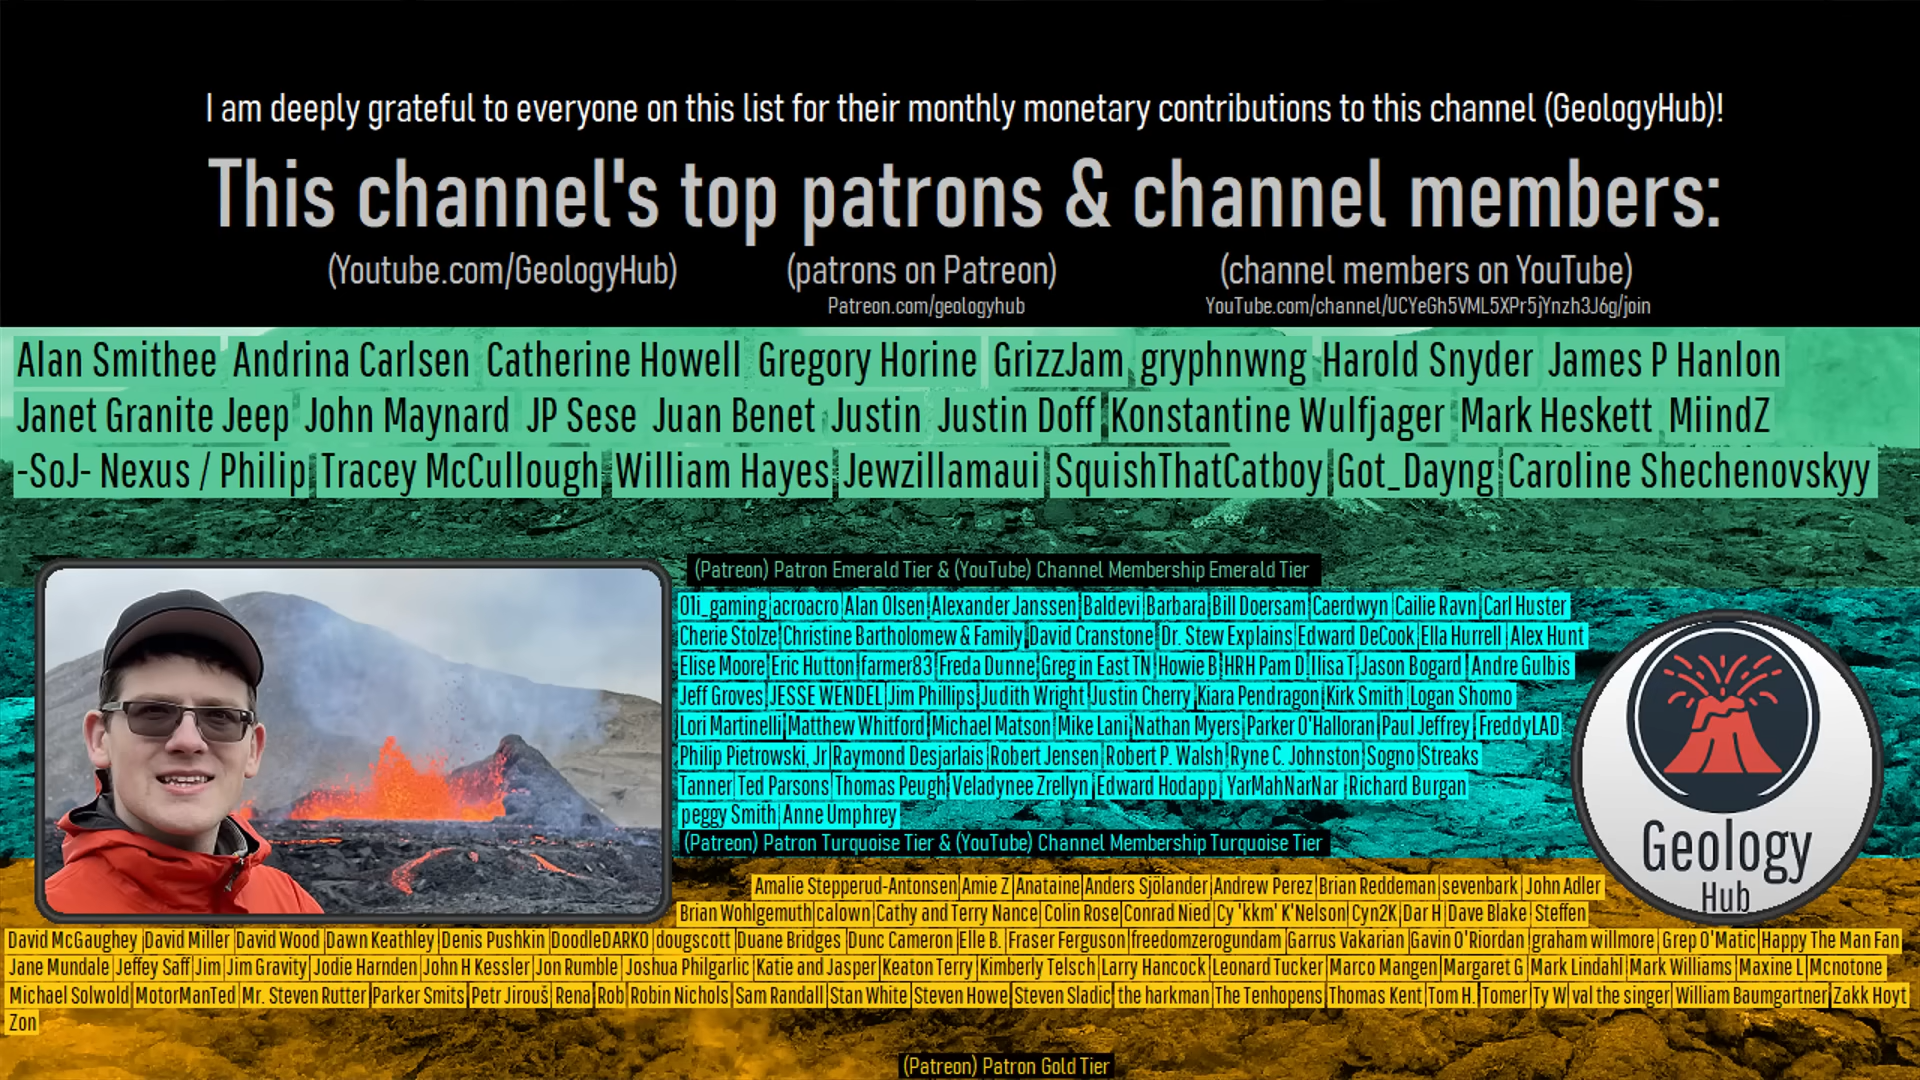 I am deeply grateful to everyone on this list for their monthly monetary contributions to this channel (GeologyHub)!
This channel's top patrons & channel members:
(Youtube.com/GeologyHub) (patrons on Patreon) (channel members on YouTube)
Patreon.com/geologyhub YouTube.com/channel/UCYeGh5VML5XPr5jYnzh3J6g/join
Alan Smithee Andrina Carlsen Catherine Howell Gregory Horine GrizzJam gryphnwng Harold Snyder James P Hanlon
Janet Granite Jeep John Maynard JP Sese Juan Benet Justin Justin Doff Konstantine Wulfjager Mark Heskett MiindZ
-SoJ- Nexus / Philip Tracey McCullough William Hayes Jewzillamaui SquishThatCatboy Got_Dayng Caroline Shechenovskyy
(Patreon) Patron Emerald Tier & (YouTube) Channel Membership Emerald Tier
01i_gaming acroacro Alan Olsen Alexander Janssen Baldevi Barbara Bill Doersam Caerdwyn Cailie Ravn Carl Huster
Cherie Stolze Christine Bartholomew & Family David Cranstone Dr. Stew Explains Edward DeCook Ella Hurrell Alex Hunt
Elise Moore Eric Hutton farmer83 Freda Dunne Greg in East TN Howie B HRH Pam D Ilisa T Jason Bogard Andre Gulbis
Jeff Groves JESSE WENDEL Jim Phillips Judith Wright Justin Cherry Kiara Pendragon Kirk Smith Logan Shomo
Lori Martinelli Matthew Whitford Michael Matson Mike Lani Nathan Myers Parker O'Halloran Paul Jeffrey FreddyLAD
Philip Pietrowski, Jr Raymond Desjarlais Robert Jensen Robert P. Walsh Ryne C. Johnston Sogno Streaks
Tanner Ted Parsons Thomas Peugh Veladynee Zrellyn Edward Hodapp YarMahNarNar Richard Burgan
peggy Smith Anne Umphrey
(Patreon) Patron Turquoise Tier & (YouTube) Channel Membership Turquoise Tier
Geology
Hub
Amalie Stepperud-Antonsen Amie Z Anataine Anders Sjölander Andrew Perez Brian Reddeman sevenbark John Adler
Brian Wohlgemuth calown Cathy and Terry Nance Colin Rose Conrad Nied Cy 'kkm' K'Nelson Cyn2K Dar H Dave Blake Steffen
David McGaughey David Miller David Wood Dawn Keathley Denis Pushkin DoodleDARKO dougscott Duane Bridges Dunc Cameron Elle B. Fraser Ferguson freedomzerogundam Garrus Vakarian Gavin O'Riordan graham willmore Grep O'Matic Happy The Man Fan
Jane Mundale Jeffey Saff Jim Jim Gravity Jodie Harnden John H Kessler Jon Rumble Joshua Philgarlic Katie and Jasper Keaton Terry Kimberly Telsch Larry Hancock Leonard Tucker Marco Mangen Margaret G Mark Lindahl Mark Williams Maxine L Mcnotone
Michael Solwold MotorManTed Mr. Steven Rutter Parker Smits Petr Jirouš Rena Rob Robin Nichols Sam Randall Stan White Steven Howe Steven Sladic the harkman The Tenhopens Thomas Kent Tom H. Tomer Ty W val the singer William Baumgartner Zakk Hoyt
Zon
(Patreon) Patron Gold Tier